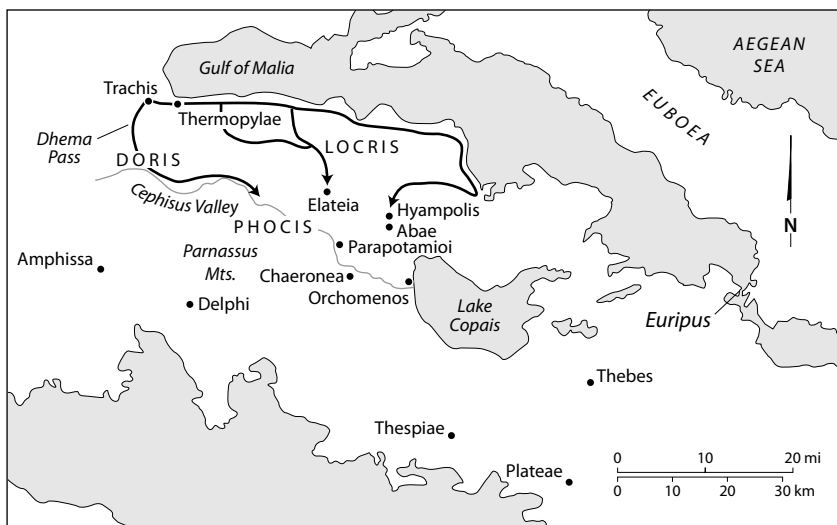 AEGEAN
SEA
Gulf of Malia
EUBOEA
Trachis
Thermopylae
Dhema
Pass
LOCRIS
DORIS
Cephisus Valley
Elateia
Hyampolis
Abae
PHOCIS
Parapotamioi
N
Amphissa
Parnassus
Mts.
Chaeronea
Orchomenos
Delphi
Lake
Copais
Euripus
Thebes
Thespiae
Plateae
0 10 20 mi
0 10 20 30 km